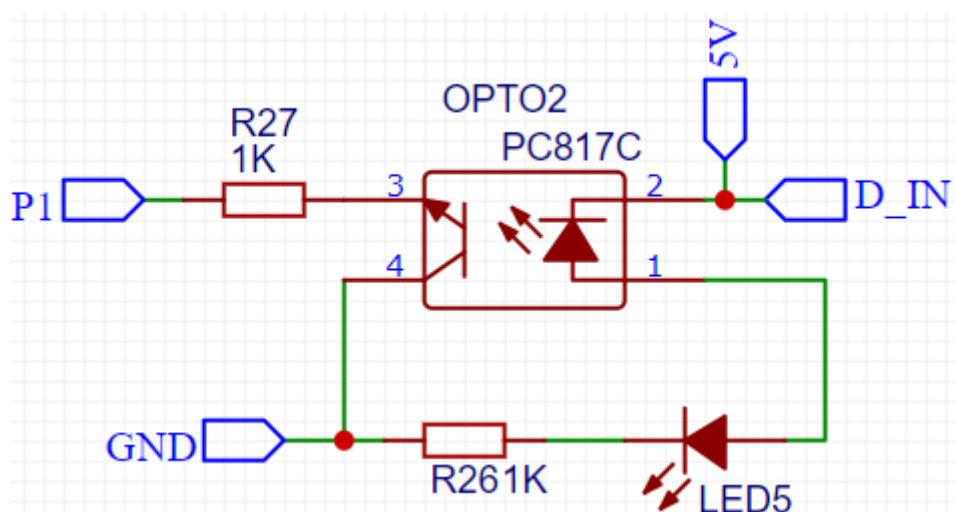 5V
OPTO2
R27
PC817C
1K
P1
3
2
D_IN
4
1
GND
R261K
LED5